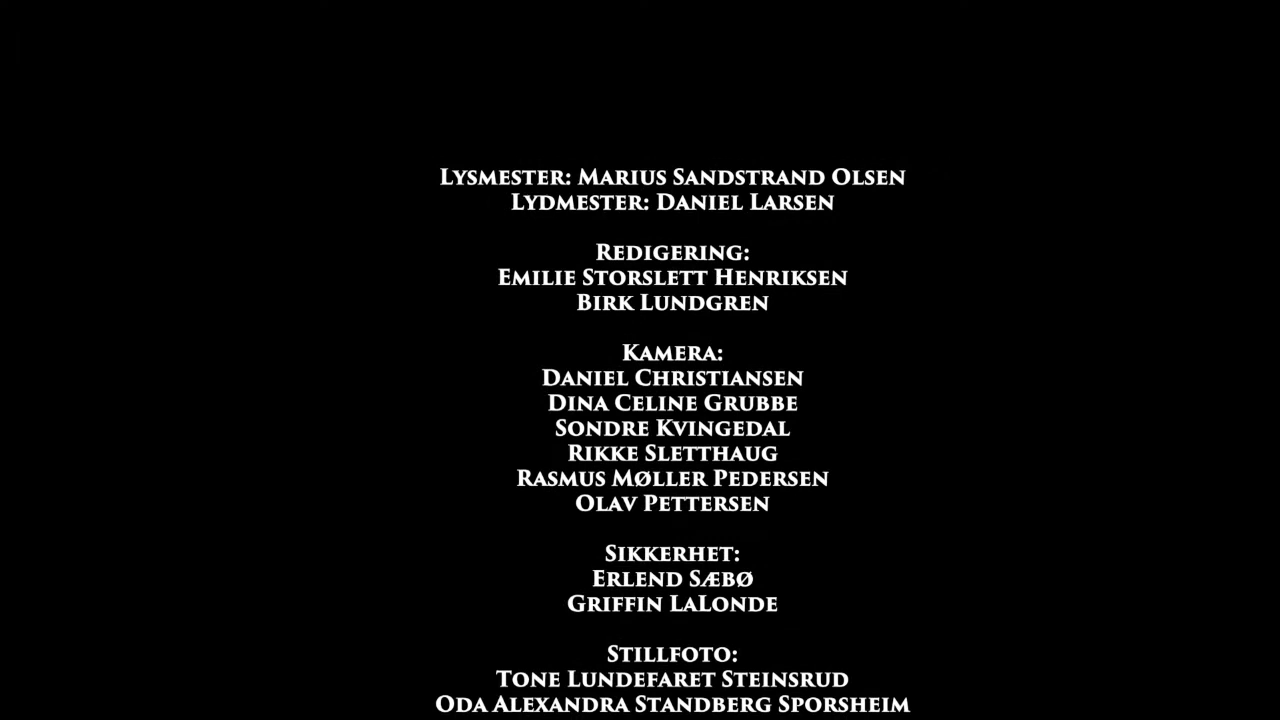 Lysmester: Marius Sandstrand Olsen
Lydmester: Daniel Larsen
Redigering:
Emilie Storslett Henriksen
Birk Lundgren
Kamera:
Daniel Christiansen
Dina Celine Grubbe
Sondre Kvingedal
Rikke Sletthaug
Rasmus Møller Pedersen
Olav Pettersen
Sikkerhet:
Erlend Sæbø
Griffin LaLonde
Stillfoto:
Tone Lundefaret Steinsrud
Oda Alexandra Standberg Sporsheim